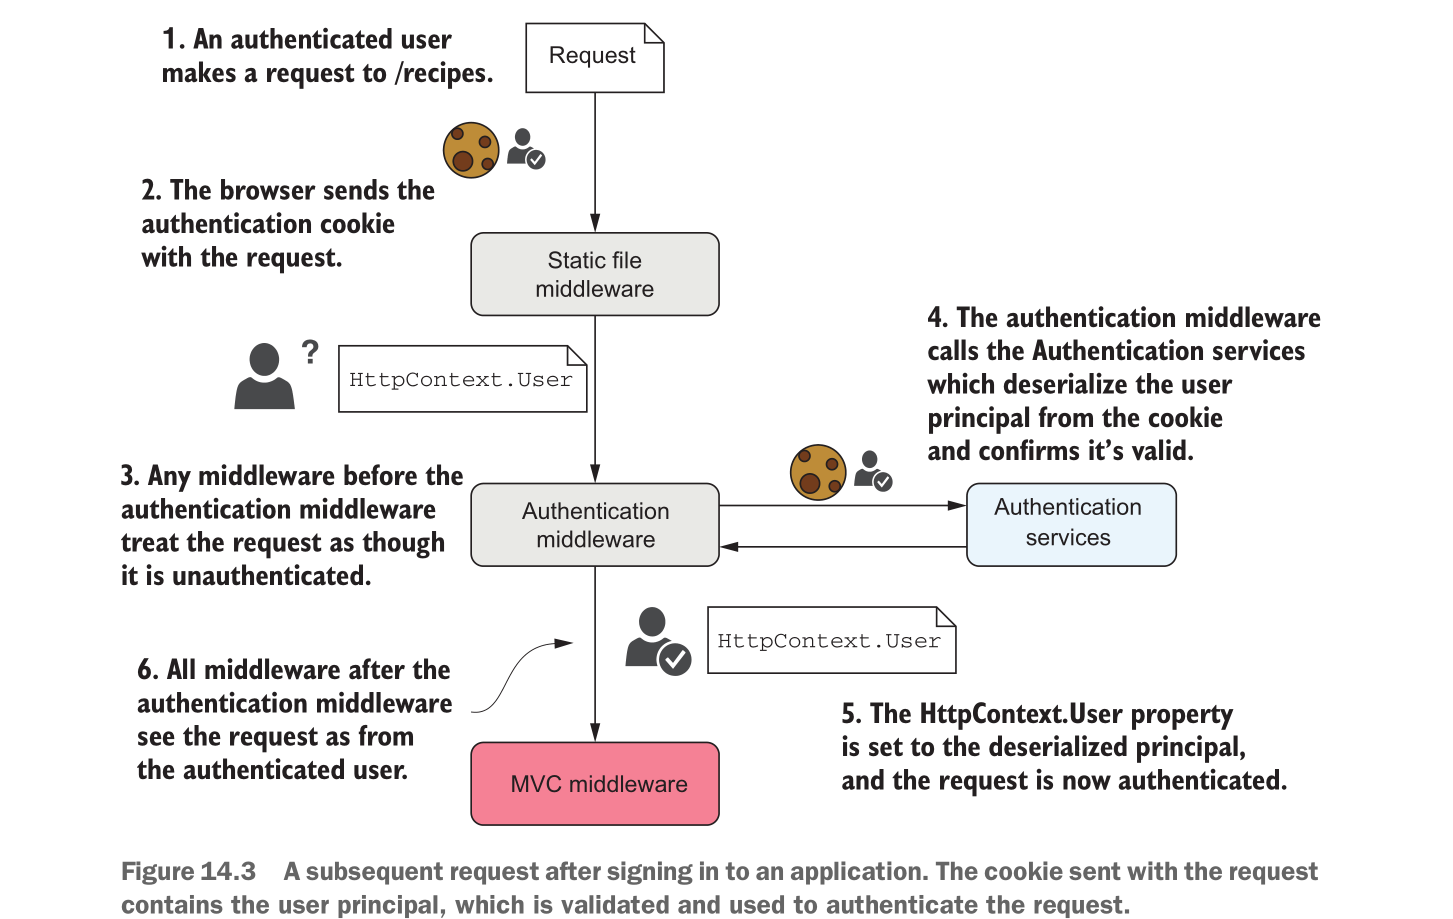 1. An authenticated user
makes a request to /recipes.
Request
2. The browser sends the
authentication cookie
with the request.
Static file
middleware
?
HttpContext.User
3. Any middleware before the
authentication middleware
treat the request as though
it is unauthenticated.
4. The authentication middleware
calls the Authentication services
which deserialize the user
principal from the cookie
and confirms it's valid.
Authentication
middleware
Authentication
services
HttpContext.User
5. The HttpContext.User property
is set to the deserialized principal,
and the request is now authenticated.
6. All middleware after the
authentication middleware
see the request as from
the authenticated user.
MVC middleware
Figure 14.3 A subsequent request after signing in to an application. The cookie sent with the request
contains the user principal, which is validated and used to authenticate the request.